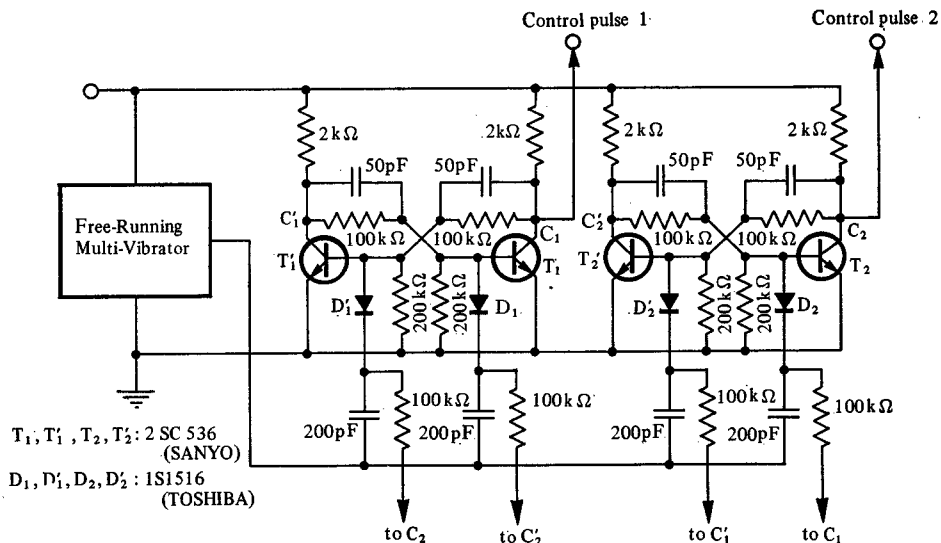 Control pulse 1
Control pulse 2
2kΩ
2kΩ
2kΩ
2kΩ
50pF
50pF
50pF
50pF
C′₁
100kΩ
100kΩ
C₁
C′₂
100kΩ
100kΩ
C₂
Free-Running
Multi-Vibrator
T′₁
T₁
T₂′
T₂
D′₁
200kΩ
200kΩ
D₁
D′₂
200kΩ
200kΩ
D₂
200pF
100kΩ
200pF
100kΩ
200pF
100kΩ
200pF
100kΩ
T₁, T′₁, T₂, T′₂: 2 SC 536
(SANYO)
D₁, D′₁, D₂, D′₂: 1S1516
(TOSHIBA)
to C₂
to C′₂
to C′₁
to C₁